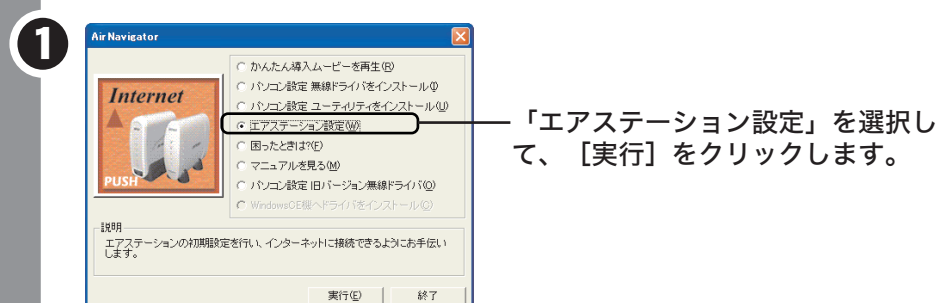 1
AirNavigator
Internet
PUSH
かんたん導入ムービーを再生(R)
パソコン設定 無線ドライバをインストール(I)
パソコン設定 ユーティリティをインストール(U)
エアステーション設定(W)
困ったときは?(F)
マニュアルを見る(M)
パソコン設定 旧バージョン無線ドライバ(O)
WindowsCE機へドライバをインストール(C)
説明
エアステーションの初期設定を行い、インターネットに接続できるようにお手伝い
します。
実行(E)
終了
「エアステーション設定」を選択し
て、［実行］をクリックします。